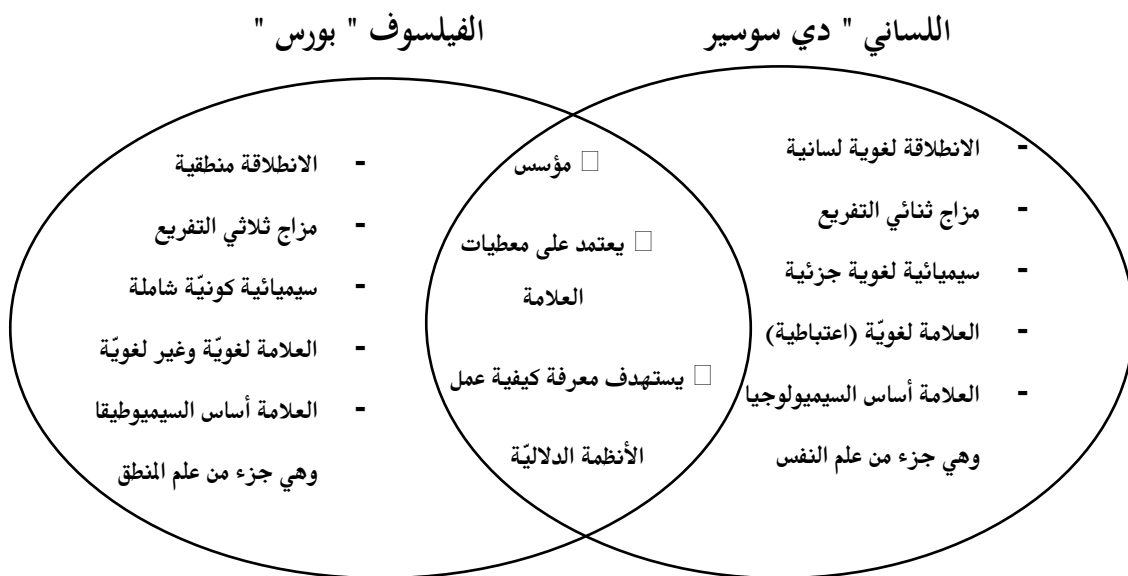 اللساني " دي سوسير
الفيلسوف " بورس "
- الانطلاقة لغوية لسانية
- مزاج ثنائي التفريع
- سيميائية لغوية جزئية
- العلامة لغويّة (اعتباطية)
- العلامة أساس السيميولوجيا
وهي جزء من علم النفس
□ مؤسس
□ يعتمد على معطيات
العلامة
□ يستهدف معرفة كيفية عمل
الأنظمة الدلاليّة
- الانطلاقة منطقية
- مزاج ثلاثي التفريع
- سيميائية كونيّة شاملة
- العلامة لغويّة وغير لغويّة
- العلامة أساس السيميوطيقا
وهي جزء من علم المنطق